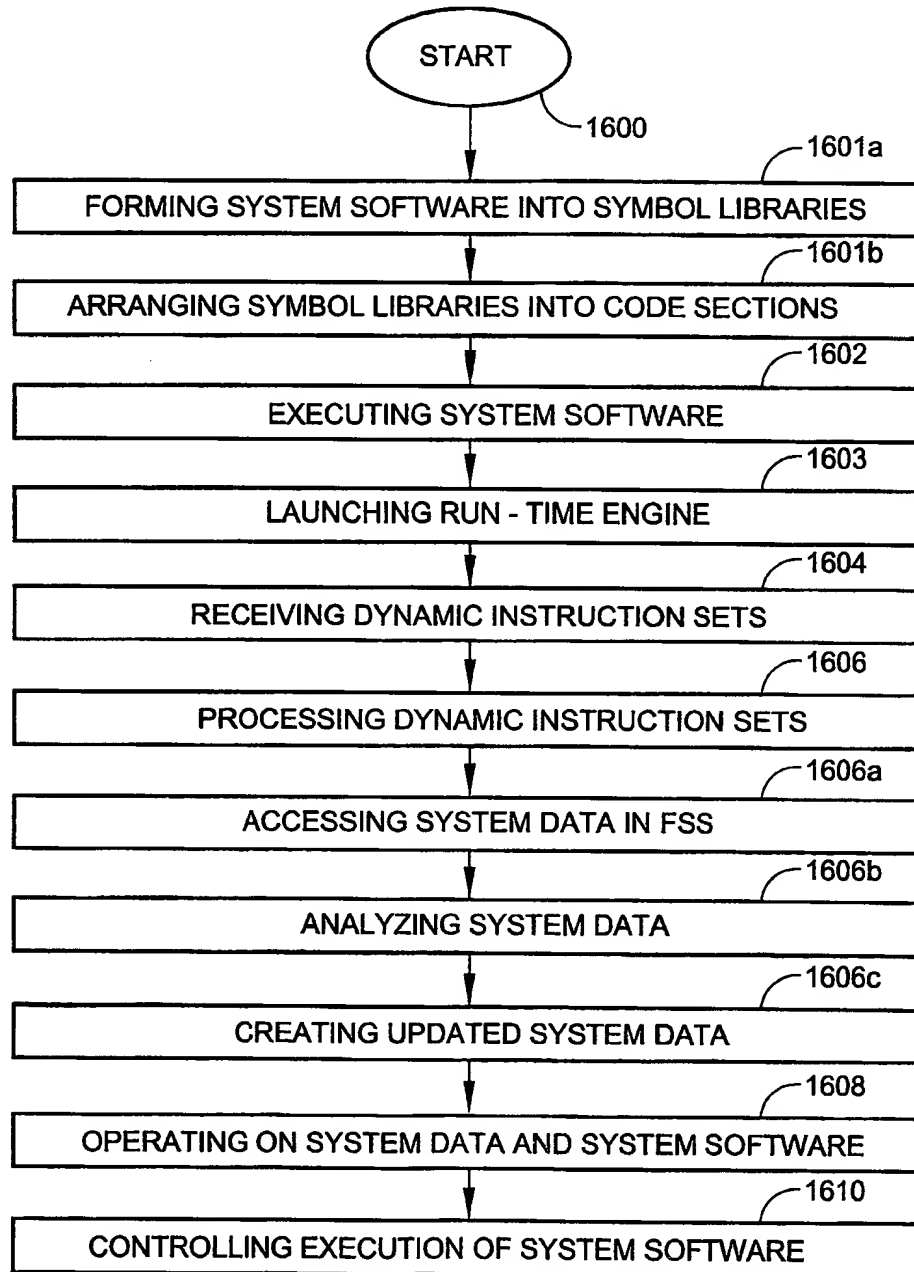 START
1600
1601a
FORMING SYSTEM SOFTWARE INTO SYMBOL LIBRARIES
1601b
ARRANGING SYMBOL LIBRARIES INTO CODE SECTIONS
1602
EXECUTING SYSTEM SOFTWARE
1603
LAUNCHING RUN - TIME ENGINE
1604
RECEIVING DYNAMIC INSTRUCTION SETS
1606
PROCESSING DYNAMIC INSTRUCTION SETS
1606a
ACCESSING SYSTEM DATA IN FSS
1606b
ANALYZING SYSTEM DATA
1606c
CREATING UPDATED SYSTEM DATA
1608
OPERATING ON SYSTEM DATA AND SYSTEM SOFTWARE
1610
CONTROLLING EXECUTION OF SYSTEM SOFTWARE